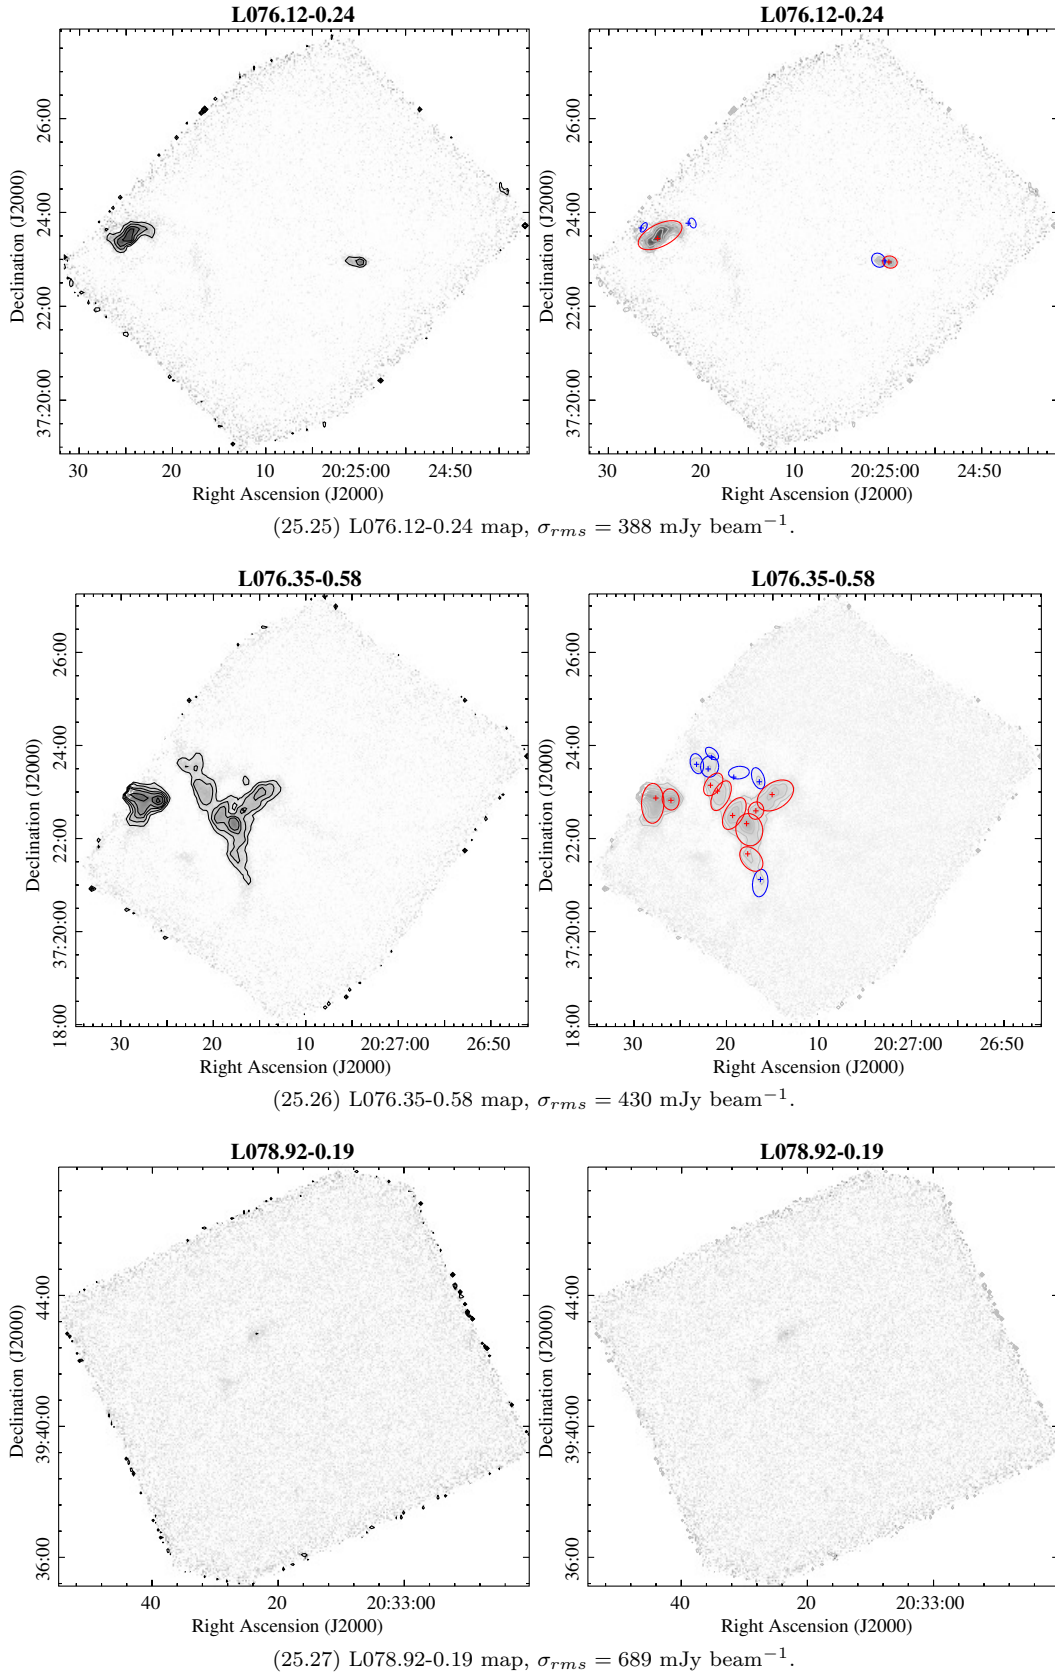 L076.12-0.24
L076.12-0.24
Declination (J2000)
26:00
24:00
22:00
37:20:00
30
20
10
20:25:00
24:50
Right Ascension (J2000)
Declination (J2000)
26:00
24:00
22:00
37:20:00
30
20
10
20:25:00
24:50
Right Ascension (J2000)
(25.25) L076.12-0.24 map, σ_{rms} = 388 mJy beam^{−1}.
L076.35-0.58
L076.35-0.58
Declination (J2000)
26:00
24:00
22:00
37:20:00
18:00
30
20
10
20:27:00
26:50
Right Ascension (J2000)
Declination (J2000)
26:00
24:00
22:00
37:20:00
18:00
30
20
10
20:27:00
26:50
Right Ascension (J2000)
(25.26) L076.35-0.58 map, σ_{rms} = 430 mJy beam^{−1}.
L078.92-0.19
L078.92-0.19
Declination (J2000)
44:00
39:40:00
36:00
40
20
20:33:00
Right Ascension (J2000)
Declination (J2000)
44:00
39:40:00
36:00
40
20
20:33:00
Right Ascension (J2000)
(25.27) L078.92-0.19 map, σ_{rms} = 689 mJy beam^{−1}.